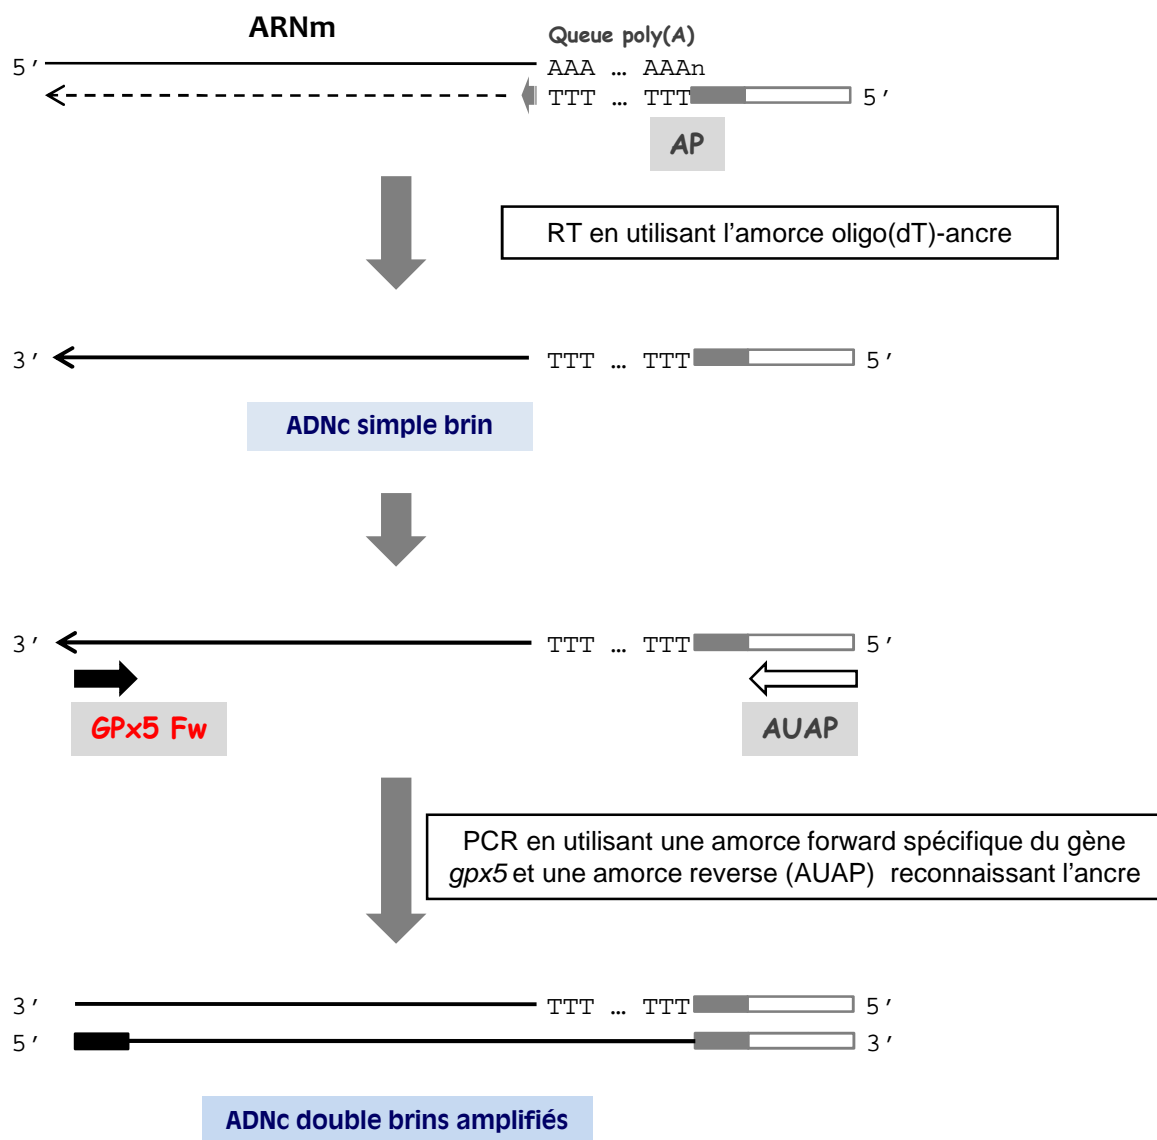 ARNm
Queue poly(A)
5' AAA … AAAn
TTT … TTT 5'
AP
RT en utilisant l'amorce oligo(dT)-ancre
3' TTT … TTT 5'
ADNc simple brin
3' TTT … TTT 5'
GPx5 Fw AUAP
PCR en utilisant une amorce forward spécifique du gène
gpx5 et une amorce reverse (AUAP) reconnaissant l'ancre
3' TTT … TTT 5'
5' 3'
ADNc double brins amplifiés